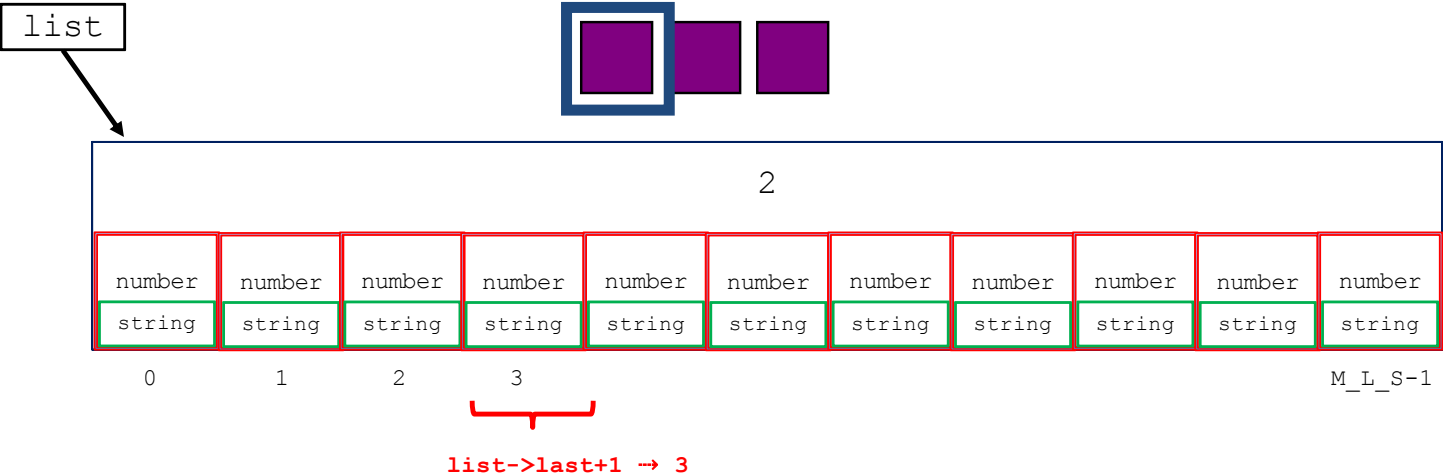 list
2
number number number number number number number number number number number
string string string string string string string string string string string
0 1 2 3 M_L_S-1
list->last+1 ⇢ 3